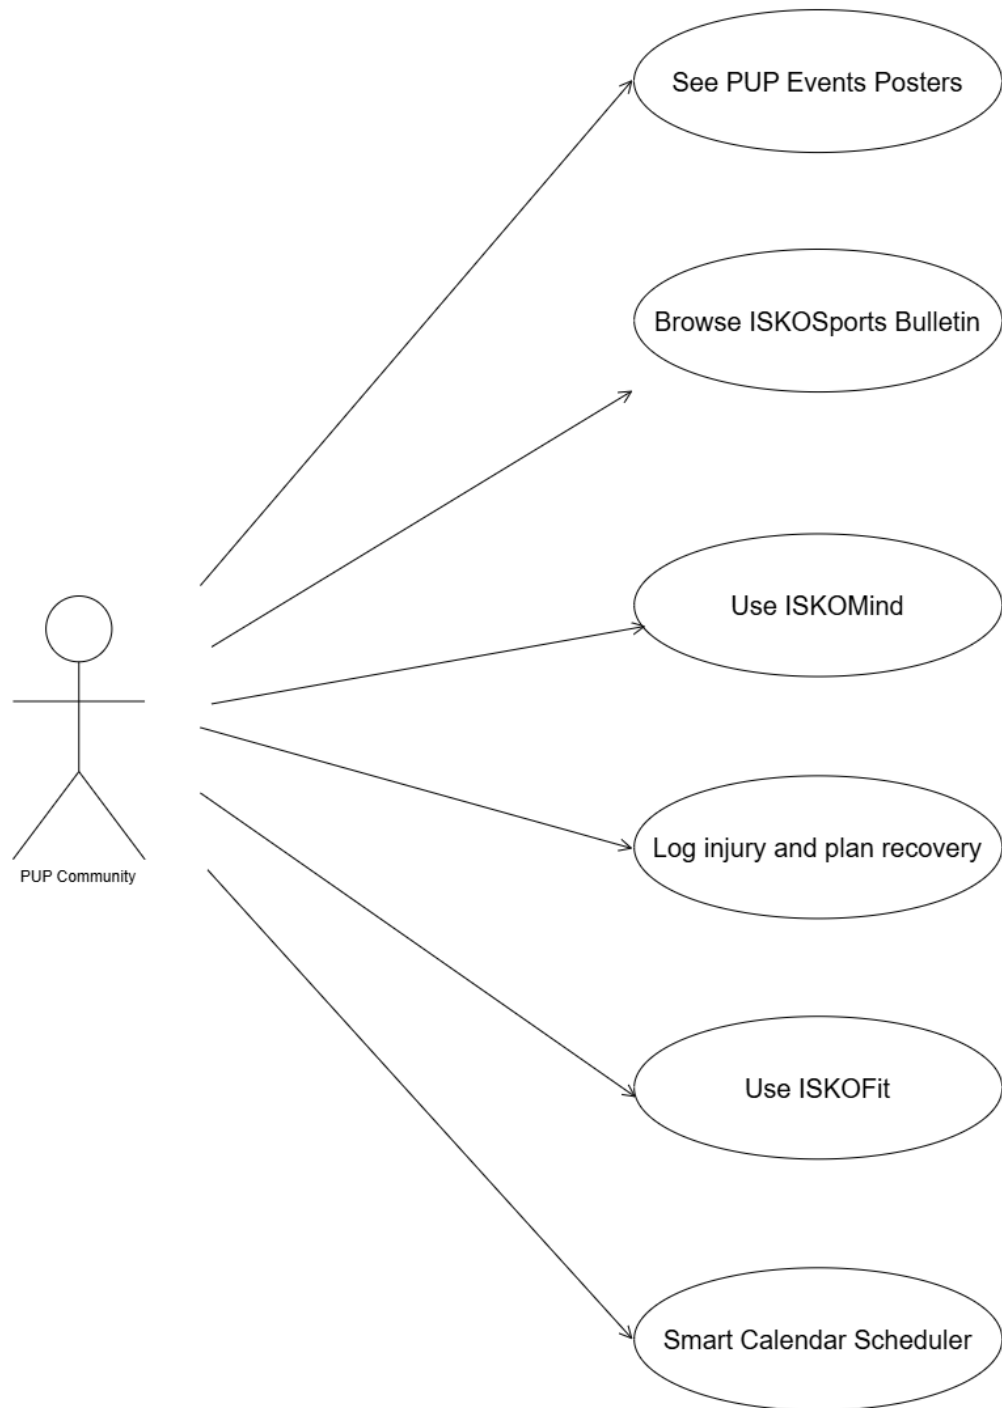 See PUP Events Posters
Browse ISKOSports Bulletin
Use ISKOMind
Log injury and plan recovery
PUP Community
Use ISKOFit
Smart Calendar Scheduler